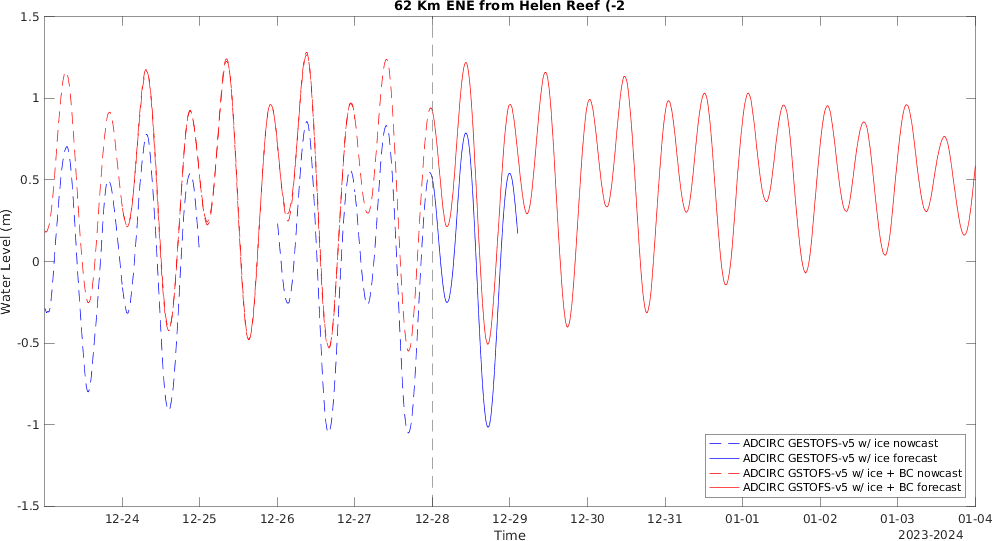 62 Km ENE from Helen Reef (-2
Water Level (m)
1.5
1
0.5
0
-0.5
-1
-1.5
ADCIRC GESTOFS-v5 w/ ice nowcast
ADCIRC GESTOFS-v5 w/ ice forecast
ADCIRC GSTOFS-v5 w/ ice + BC nowcast
ADCIRC GSTOFS-v5 w/ ice + BC forecast
12-24 12-25 12-26 12-27 12-28 12-29 12-30 12-31 01-01 01-02 01-03 01-04
Time
2023-2024